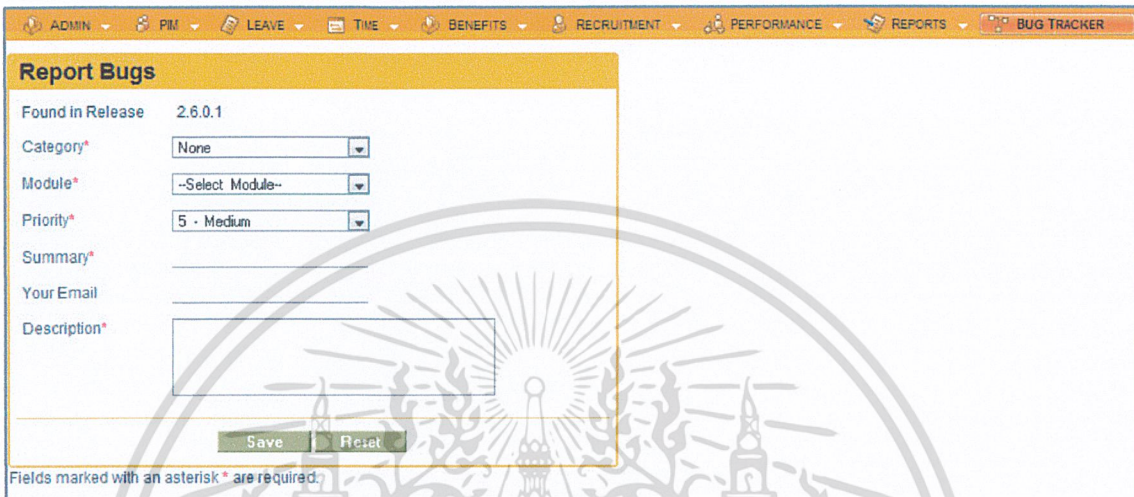 ADMIN PIM LEAVE TIME BENEFITS RECRUITMENT PERFORMANCE REPORTS BUG TRACKER
Report Bugs
Found in Release 2.6.0.1
Category* None
Module* --Select Module--
Priority* 5 - Medium
Summary*
Your Email
Description*
Save Reset
Fields marked with an asterisk * are required.